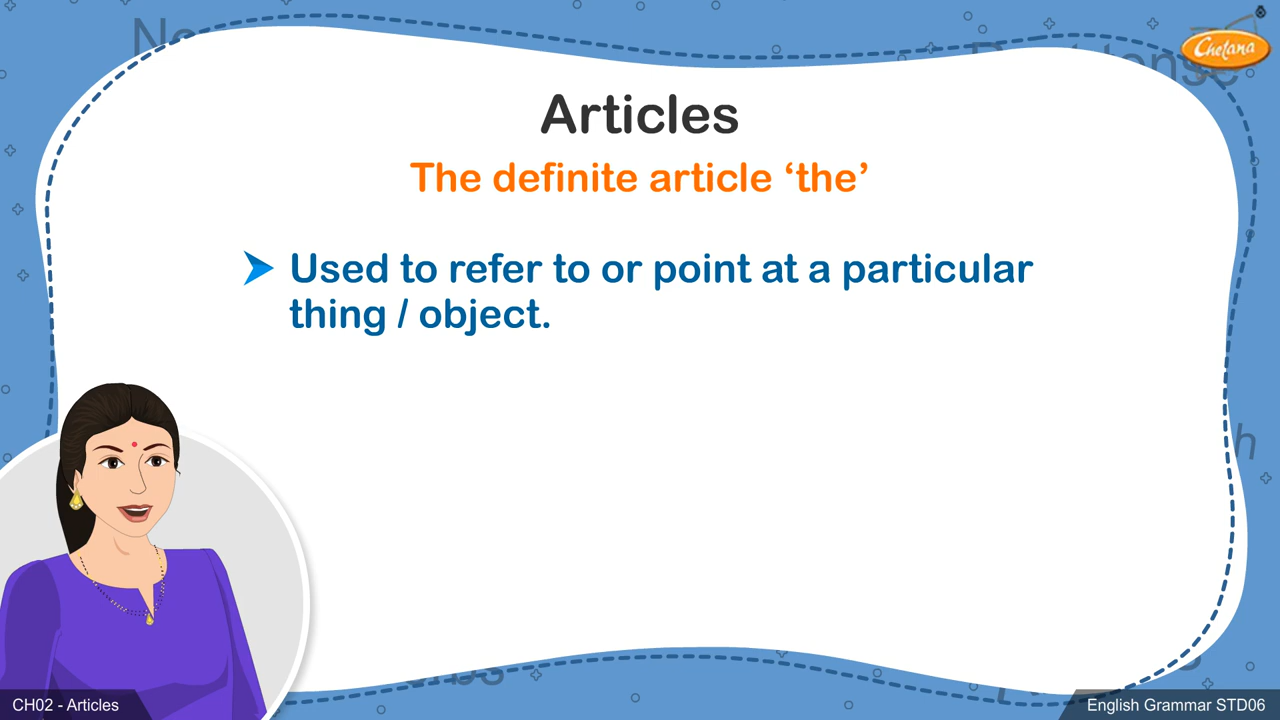 Chetana
Articles
The definite article ‘the’
Used to refer to or point at a particular
thing / object.
CH02 - Articles
English Grammar STD06